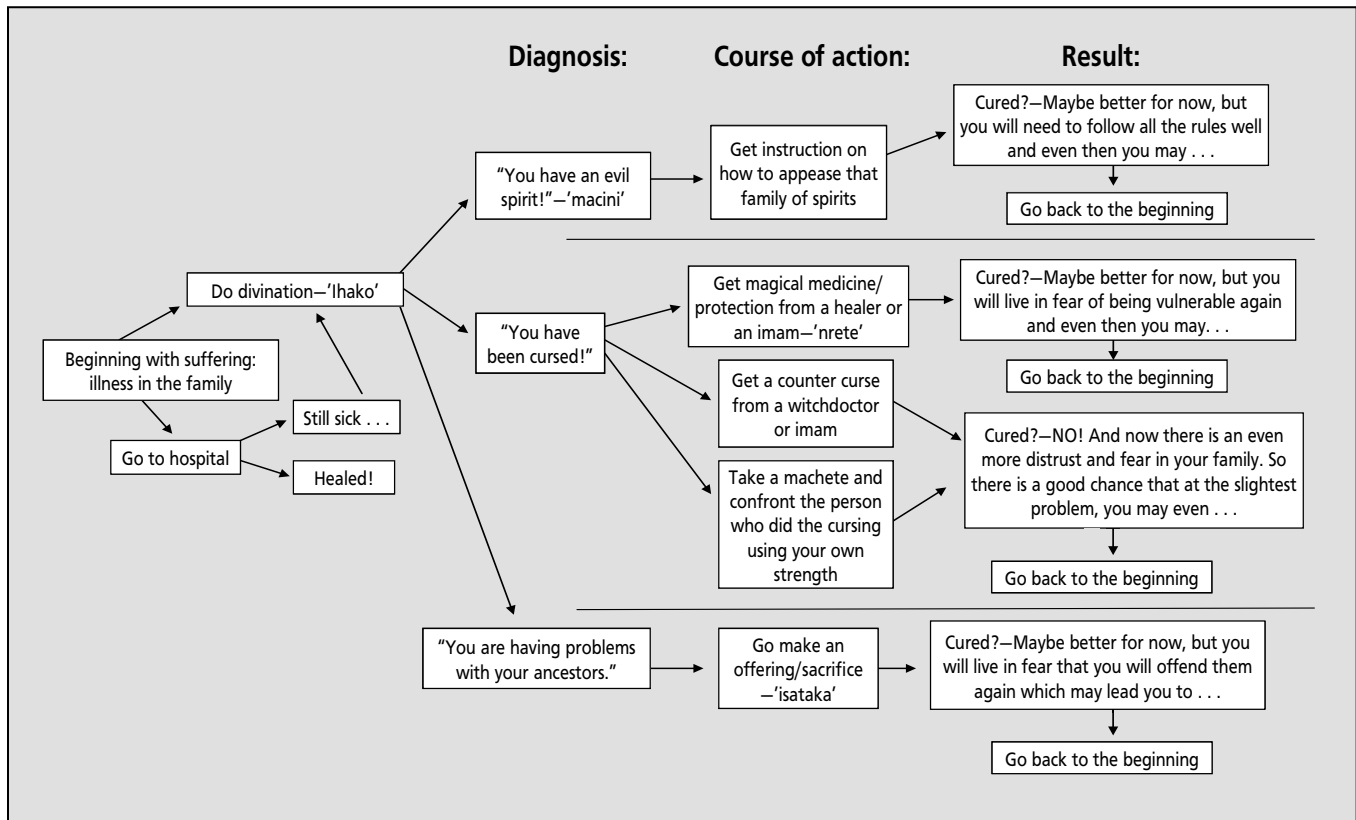 Diagnosis:
Course of action:
Result:
Cured?—Maybe better for now, but
you will need to follow all the rules well
and even then you may . . .
Get instruction on
how to appease that
family of spirits
"You have an evil
spirit!"—'macini'
Go back to the beginning
Do divination—'Ihako'
Get magical medicine/
protection from a healer or
an imam—'nrete'
Cured?—Maybe better for now, but you
will live in fear of being vulnerable again
and even then you may. . .
"You have
been cursed!"
Beginning with suffering:
illness in the family
Go back to the beginning
Get a counter curse
from a witchdoctor
or imam
Still sick . . .
Go to hospital
Healed!
Cured?—NO! And now there is an even
more distrust and fear in your family. So
there is a good chance that at the slightest
problem, you may even . . .
Take a machete and
confront the person
who did the cursing
using your own
strength
Go back to the beginning
"You are having problems
with your ancestors."
Go make an
offering/sacrifice
—'isataka'
Cured?—Maybe better for now, but you
will live in fear that you will offend them
again which may lead you to . . .
Go back to the beginning